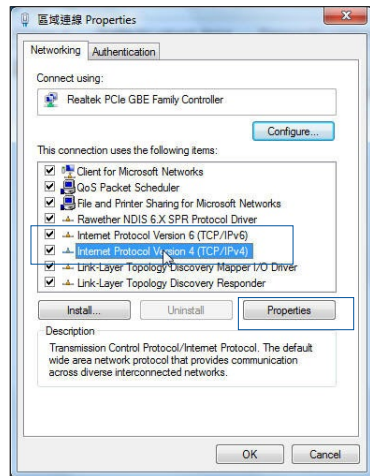 區域連線 Properties
Networking
Authentication
Connect using:
Realtek PCIe GBE Family Controller
Configure...
This connection uses the following items:
Client for Microsoft Networks
QoS Packet Scheduler
File and Printer Sharing for Microsoft Networks
Rawether NDIS 6.X SPR Protocol Driver
Internet Protocol Version 6 (TCP/IPv6)
Internet Protocol Version 4 (TCP/IPv4)
Link-Layer Topology Discovery Mapper I/O Driver
Link-Layer Topology Discovery Responder
Install...
Uninstall
Properties
Description
Transmission Control Protocol/Internet Protocol. The default
wide area network protocol that provides communication
across diverse interconnected networks.
OK
Cancel